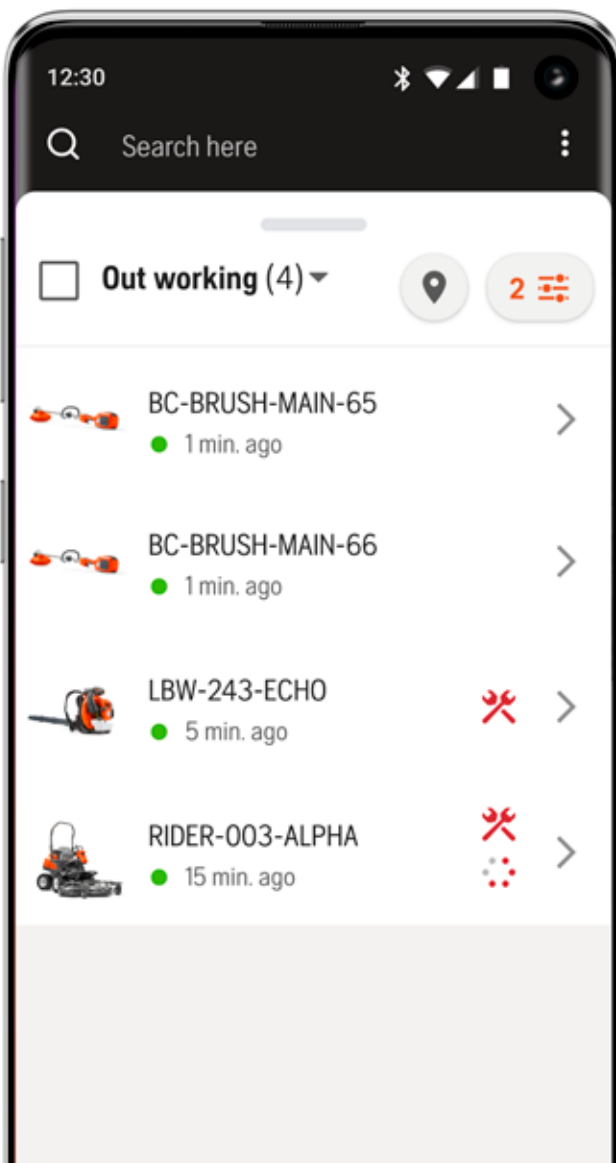 12:30
Search here
Out working (4)
2
BC-BRUSH-MAIN-65
1 min. ago
BC-BRUSH-MAIN-66
1 min. ago
LBW-243-ECHO
5 min. ago
RIDER-003-ALPHA
15 min. ago